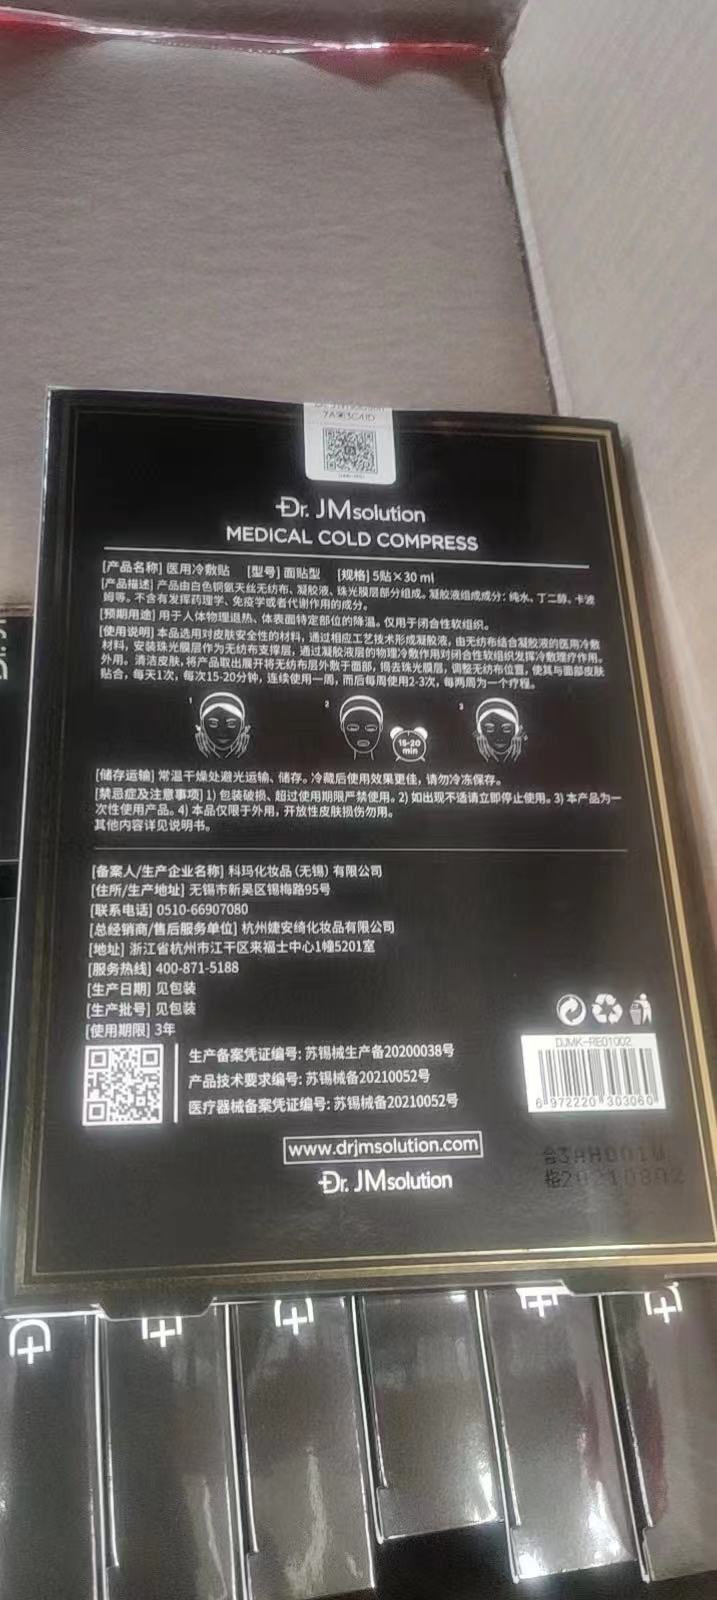 7A
Dr. JMsolution
MEDICAL COLD COMPRESS
[产品名称] 医用冷敷贴 [型号] 面贴型 [规格] 5贴×30 ml
[产品描述] 产品由白色铜氨天丝无纺布、凝胶液、珠光膜层部分组成。凝胶液组成成分：纯水、丁二醇、卡波
姆等。不含有发挥药理学、免疫学或者代谢作用的成分。
[预期用途] 用于人体物理退热、体表面特定部位的降温。仅用于闭合性软组织。
[使用说明] 本品选用对皮肤安全性的材料，通过相应工艺技术形成凝胶液，由无纺布结合凝胶液的医用冷敷
材料，安装珠光膜层作为无纺布支撑层，通过凝胶液层的物理冷敷作用对闭合性软组织发挥冷敷理疗作用。
外用。清洁皮肤，将产品取出展开将无纺布层外敷于面部，揭去珠光膜层，调整无纺布位置，使其与面部皮肤
贴合，每天1次，每次15-20分钟，连续使用一周，而后每周使用2-3次，每两周为一个疗程。
1 2 3
15-20
min
[储存运输] 常温干燥处避光运输、储存。冷藏后使用效果更佳，请勿冷冻保存。
[禁忌症及注意事项] 1) 包装破损、超过使用期限严禁使用。2) 如出现不适请立即停止使用。3) 本产品为一
次性使用产品。4) 本品仅限于外用，开放性皮肤损伤勿用。
其他内容详见说明书。
[备案人/生产企业名称] 科玛化妆品（无锡）有限公司
[住所/生产地址] 无锡市新吴区锡梅路95号
[联系电话] 0510-66907080
[总经销商/售后服务单位] 杭州婕安绮化妆品有限公司
[地址] 浙江省杭州市江干区来福士中心1幢5201室
[服务热线] 400-871-5188
[生产日期] 见包装
[生产批号] 见包装
[使用期限] 3年
生产备案凭证编号：苏锡械生产备20200038号
产品技术要求编号：苏锡械备20210052号
医疗器械备案凭证编号：苏锡械备20210052号
DJMK-RE01002
6 972220 303060
www.drjmsolution.com
Dr. JMsolution
合3AH001U
格20210802